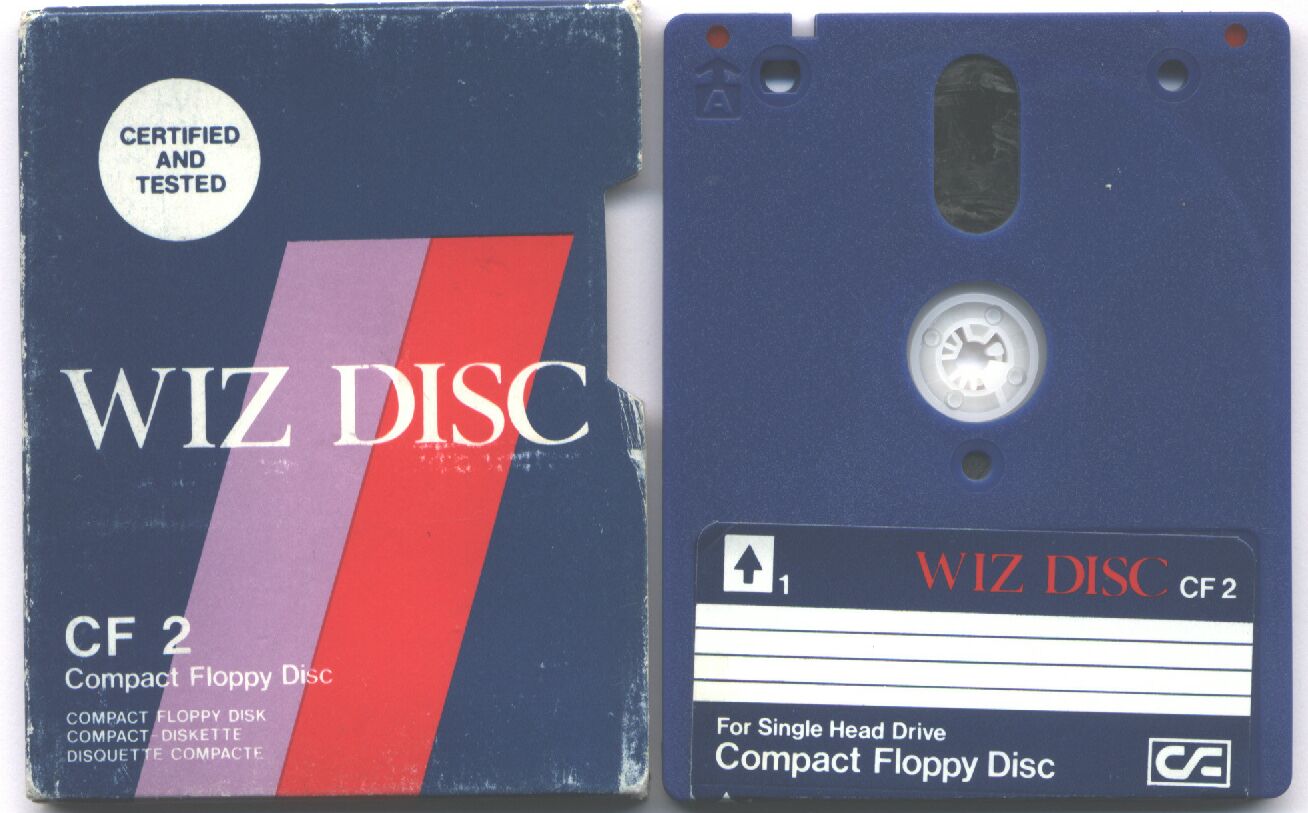 CERTIFIED
AND
TESTED
WIZ DISC
CF 2
Compact Floppy Disc
COMPACT FLOPPY DISK
COMPACT-DISKETTE
DISQUETTE COMPACTE
A
1
WIZ DISC CF 2
For Single Head Drive
Compact Floppy Disc
CF